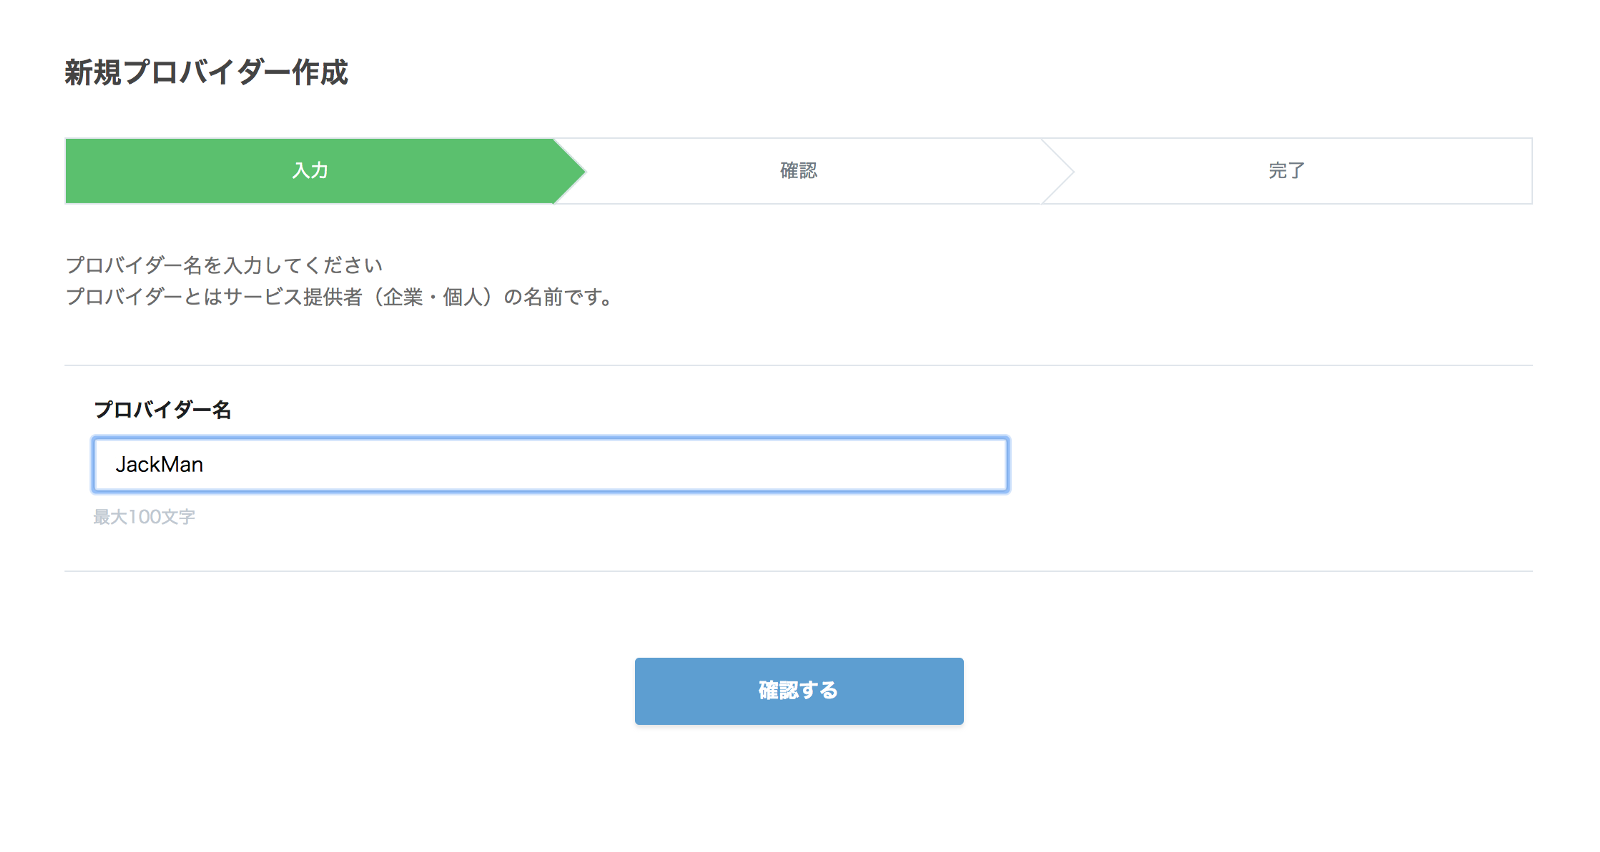 新規プロバイダー作成
入力
確認
完了
プロバイダー名を入力してください
プロバイダーとはサービス提供者（企業・個人）の名前です。
プロバイダー名
JackMan
最大100文字
確認する